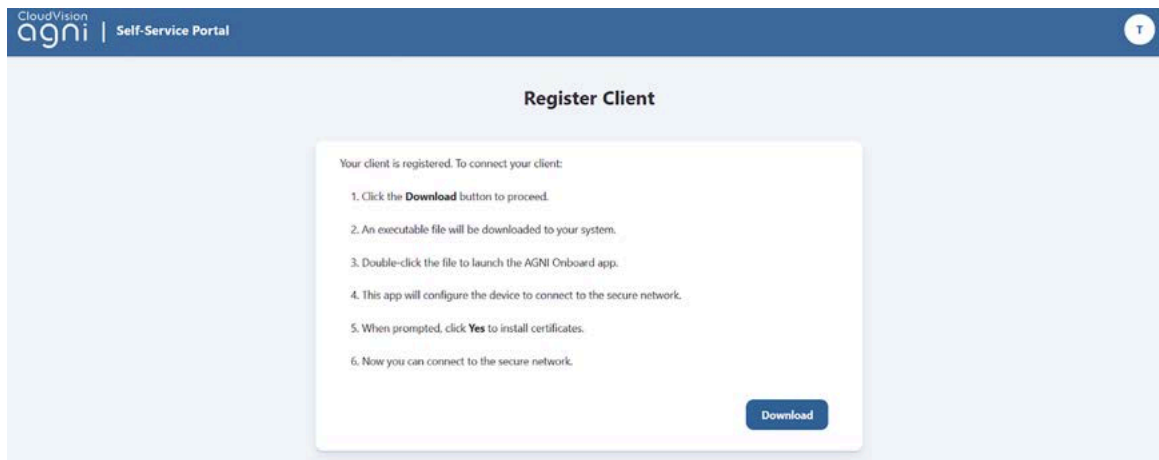 CloudVision
agni | Self-Service Portal
T
Register Client
Your client is registered. To connect your client:
1. Click the Download button to proceed.
2. An executable file will be downloaded to your system.
3. Double-click the file to launch the AGNI Onboard app.
4. This app will configure the device to connect to the secure network.
5. When prompted, click Yes to install certificates.
6. Now you can connect to the secure network.
Download